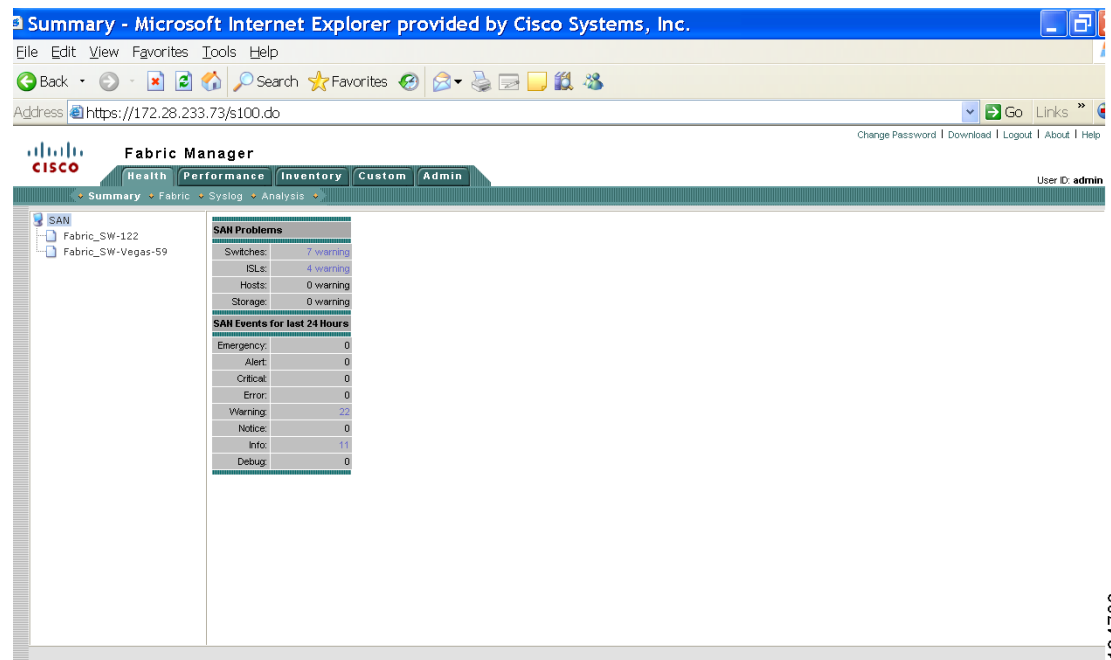 Summary - Microsoft Internet Explorer provided by Cisco Systems, Inc.
File Edit View Favorites Tools Help
Back Search Favorites
Address https://172.28.233.73/s100.do Go Links »
Change Password | Download | Logout | About | Help
CISCO
Fabric Manager
Health Performance Inventory Custom Admin
User ID: admin
Summary Fabric Syslog Analysis
SAN
Fabric_SW-122
Fabric_SW-Vegas-59
SAN Problems
Switches: 7 warning
ISLs: 4 warning
Hosts: 0 warning
Storage: 0 warning
SAN Events for last 24 Hours
Emergency: 0
Alert: 0
Critical: 0
Error: 0
Warning: 22
Notice: 0
Info: 11
Debug: 0